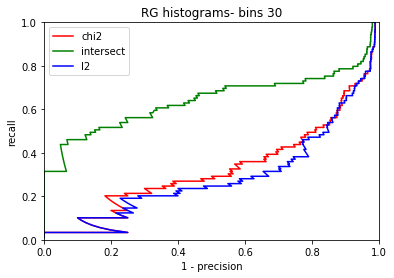 RG histograms- bins 30
chi2
intersect
l2
recall
1.0
0.8
0.6
0.4
0.2
0.0
0.0 0.2 0.4 0.6 0.8 1.0
1 - precision